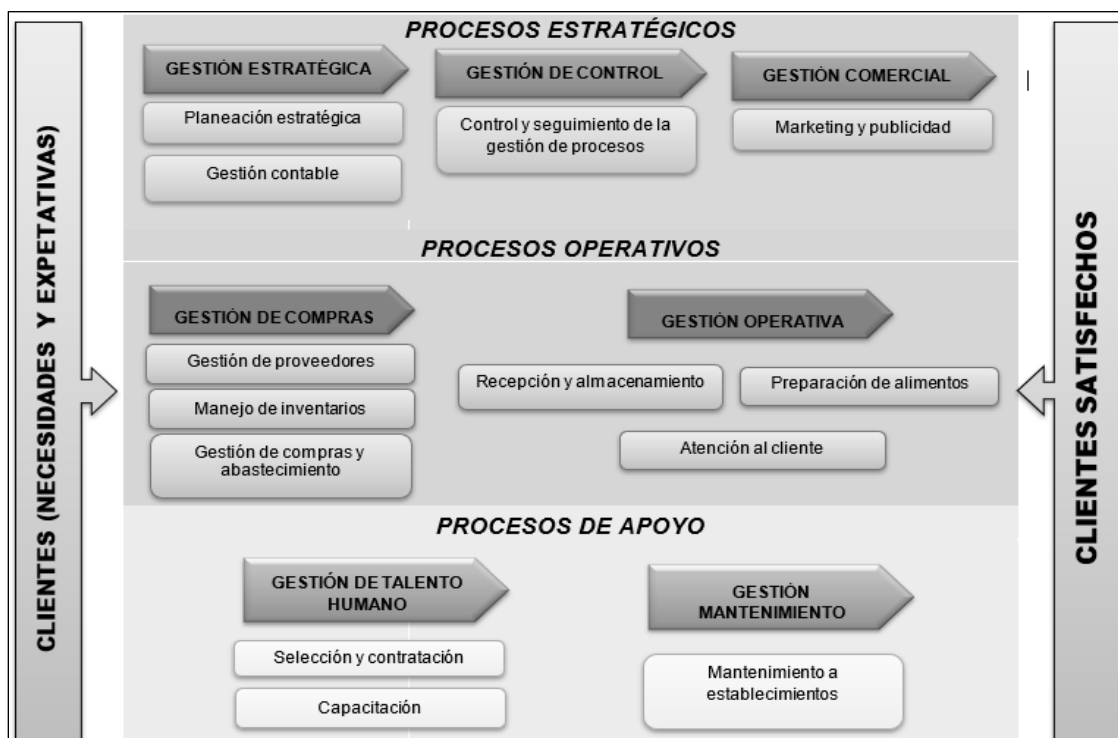 CLIENTES (NECESIDADES Y EXPETATIVAS)
PROCESOS ESTRATÉGICOS
GESTIÓN ESTRATÉGICA
Planeación estratégica
Gestión contable
GESTIÓN DE CONTROL
Control y seguimiento de la
gestión de procesos
GESTIÓN COMERCIAL
Marketing y publicidad
PROCESOS OPERATIVOS
GESTIÓN DE COMPRAS
Gestión de proveedores
Manejo de inventarios
Gestión de compras y
abastecimiento
GESTIÓN OPERATIVA
Recepción y almacenamiento
Preparación de alimentos
Atención al cliente
PROCESOS DE APOYO
GESTIÓN DE TALENTO
HUMANO
Selección y contratación
Capacitación
GESTIÓN
MANTENIMIENTO
Mantenimiento a
establecimientos
CLIENTES SATISFECHOS